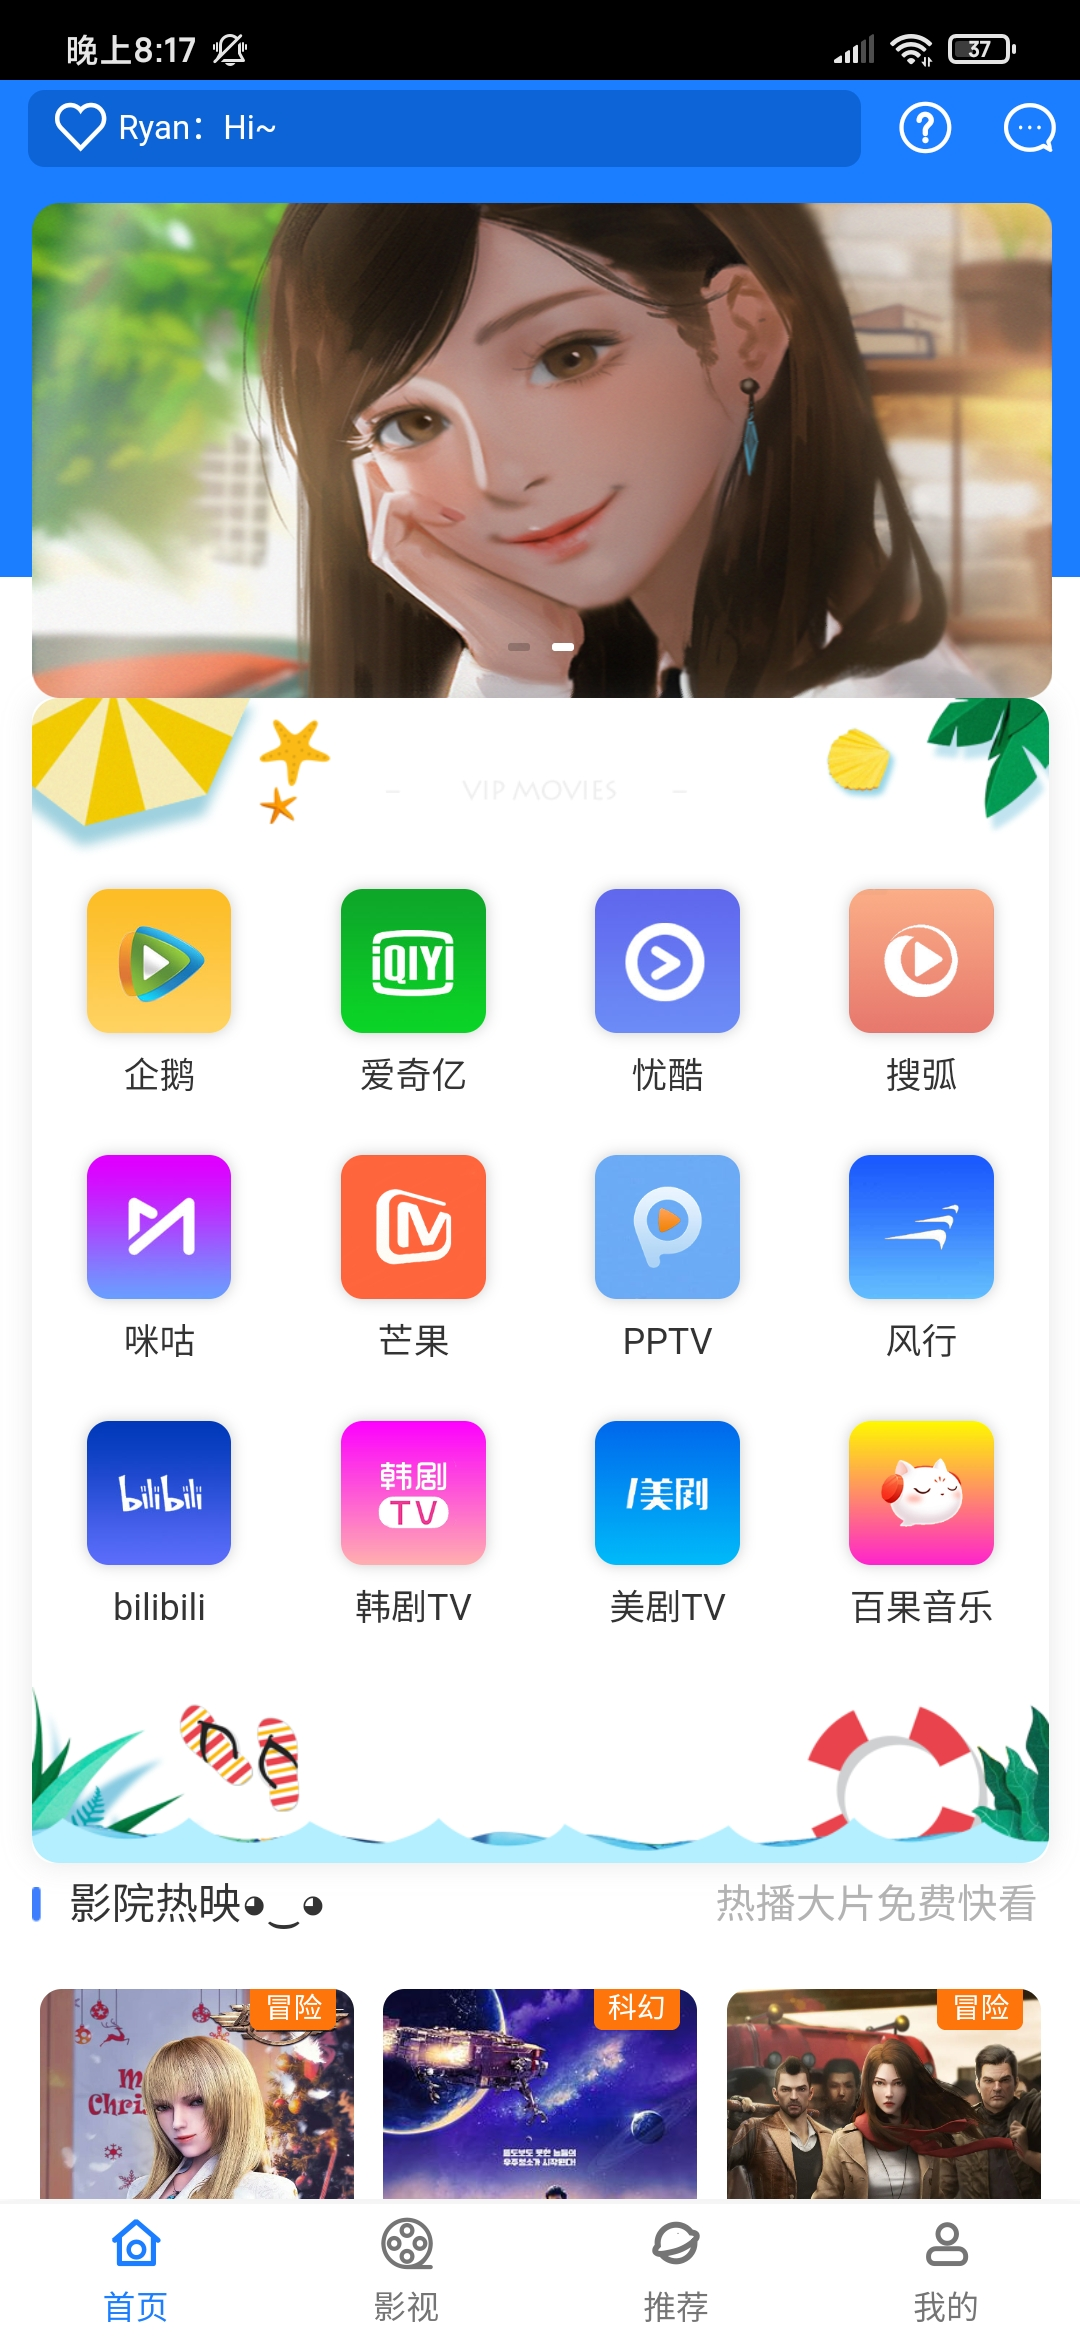 晚上8:17
37
Ryan：Hi~
VIP MOVIES
iQIYI
企鹅
爱奇亿
忧酷
搜弧
咪咕
芒果
PPTV
风行
bilibili
韩剧
TV
/美剧
bilibili
韩剧TV
美剧TV
百果音乐
影院热映
热播大片免费快看
冒险
科幻
冒险
首页
影视
推荐
我的